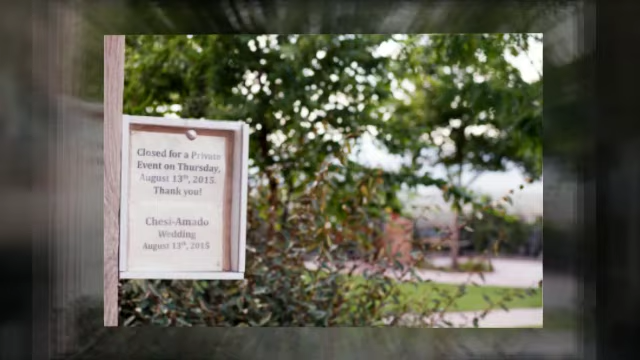 Closed for a Private
Event on Thursday,
August 13th, 2015.
Thank you!
Chesi-Amado
Wedding
August 13th, 2015